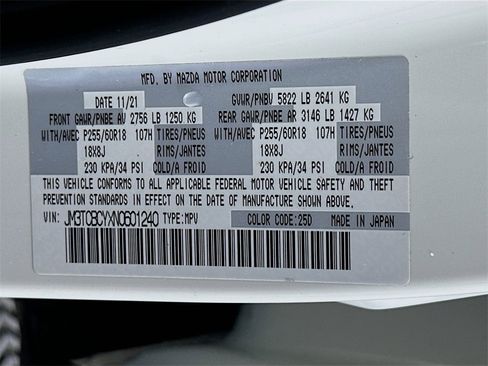 MFD. BY MAZDA MOTOR CORPORATION
DATE 11/21 GVWR/PNBV 5822 LB 2641 KG
FRONT GAWR/PNBE AV 2756 LB 1250 KG REAR GAWR/PNBE AR 3146 LB 1427 KG
WITH/AVEC P255/60R18 107H TIRES/PNEUS WITH/AVEC P255/60R18 107H TIRES/PNEUS
18X8J RIMS/JANTES 18X8J RIMS/JANTES
230 KPA/34 PSI COLD/A FROID 230 KPA/34 PSI COLD/A FROID
THIS VEHICLE CONFORMS TO ALL APPLICABLE FEDERAL MOTOR VEHICLE SAFETY AND THEFT
PREVENTION STANDARDS IN EFFECT ON THE DATE OF MANUFACTURE SHOWN ABOVE.
VIN: JM3TCBCYXN0601240 TYPE:MPV COLOR CODE:25D MADE IN JAPAN